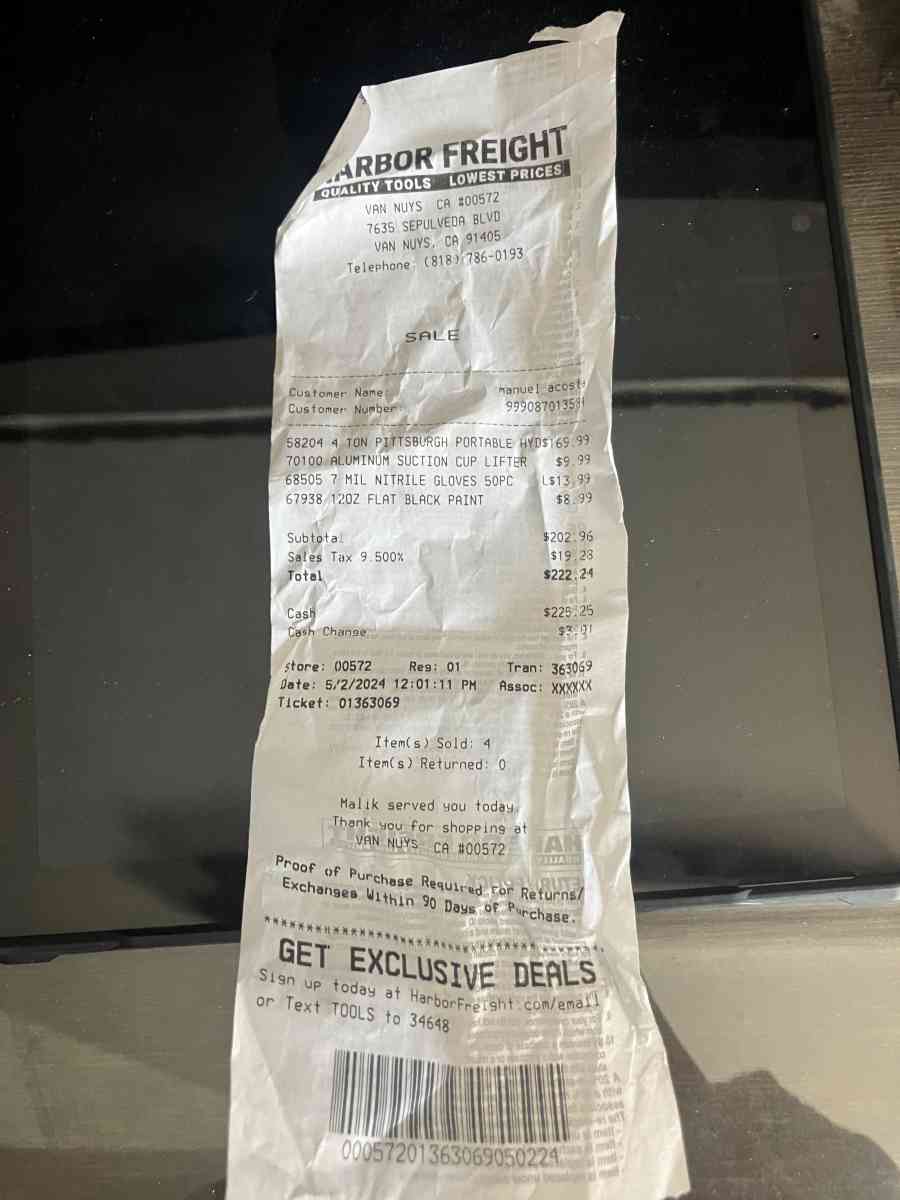 ARBOR FREIGHT
QUALITY TOOLS LOWEST PRICES
VAN NUYS CA #00572
7635 SEPULVEDA BLVD
VAN NUYS, CA 91405
Telephone: (818) 786-0193
SALE
Customer Name: manuel acosta
Customer Number:
58204 4 TON PITTSBURGH PORTABLE HYD$169.99
70100 ALUMINUM SUCTION CUP LIFTER $9.99
68505 7 MIL NITRILE GLOVES 50PC L$13.99
67938 12OZ FLAT BLACK PAINT $8.99
Subtotal $202.96
Sales Tax 9.500% $19.28
Total $222.24
Cash $225.25
Cash Change $3.01
Store: 00572 Reg: 01 Tran: 363069
Date: 5/2/2024 12:01:11 PM Assoc: XXXXXX
Ticket: 01363069
Item(s) Sold: 4
Item(s) Returned: 0
Malik served you today
Thank you for shopping at
VAN NUYS CA #00572
Proof of Purchase Required For Returns/
Exchanges Within 90 Days of Purchase.
GET EXCLUSIVE DEALS
Sign up today at HarborFreight.com/email
or Text TOOLS to 34648
00057201363069050224